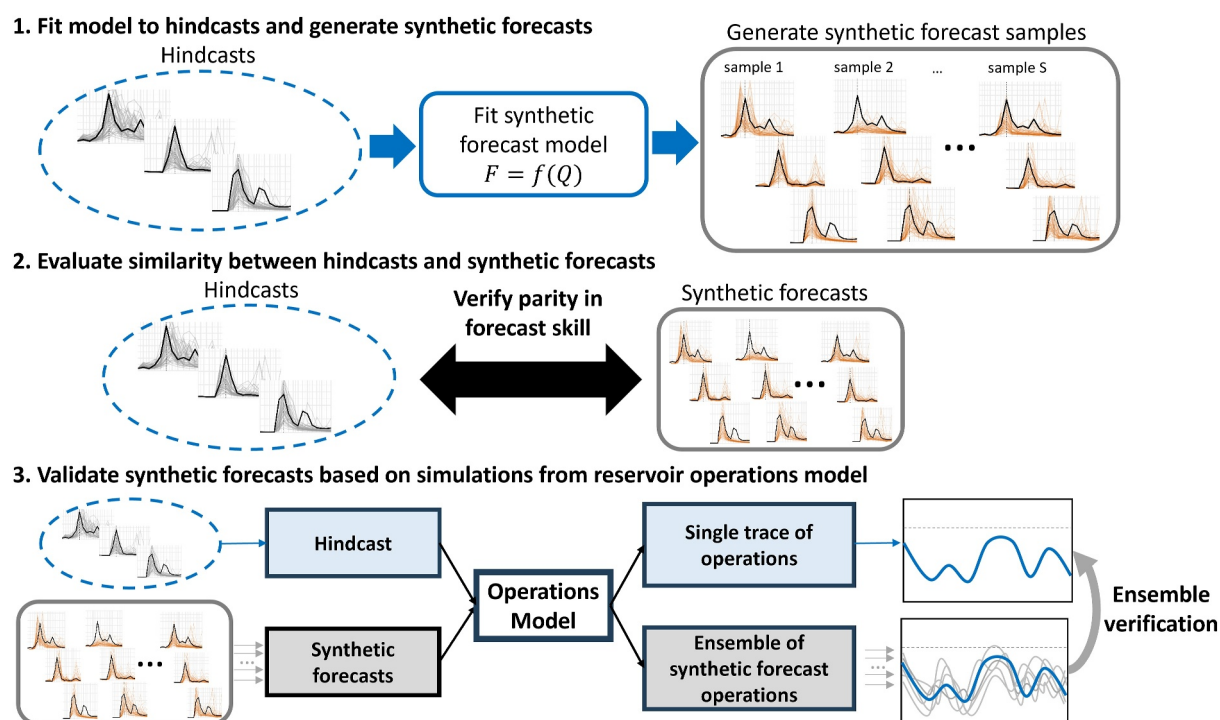 1. Fit model to hindcasts and generate synthetic forecasts
Hindcasts
Fit synthetic
forecast model
F = f(Q)
Generate synthetic forecast samples
sample 1
sample 2
...
sample S
...
2. Evaluate similarity between hindcasts and synthetic forecasts
Hindcasts
Verify parity in
forecast skill
Synthetic forecasts
...
3. Validate synthetic forecasts based on simulations from reservoir operations model
Hindcast
Synthetic
forecasts
...
...
Operations
Model
Single trace of
operations
Ensemble of
synthetic forecast
operations
...
Ensemble
verification